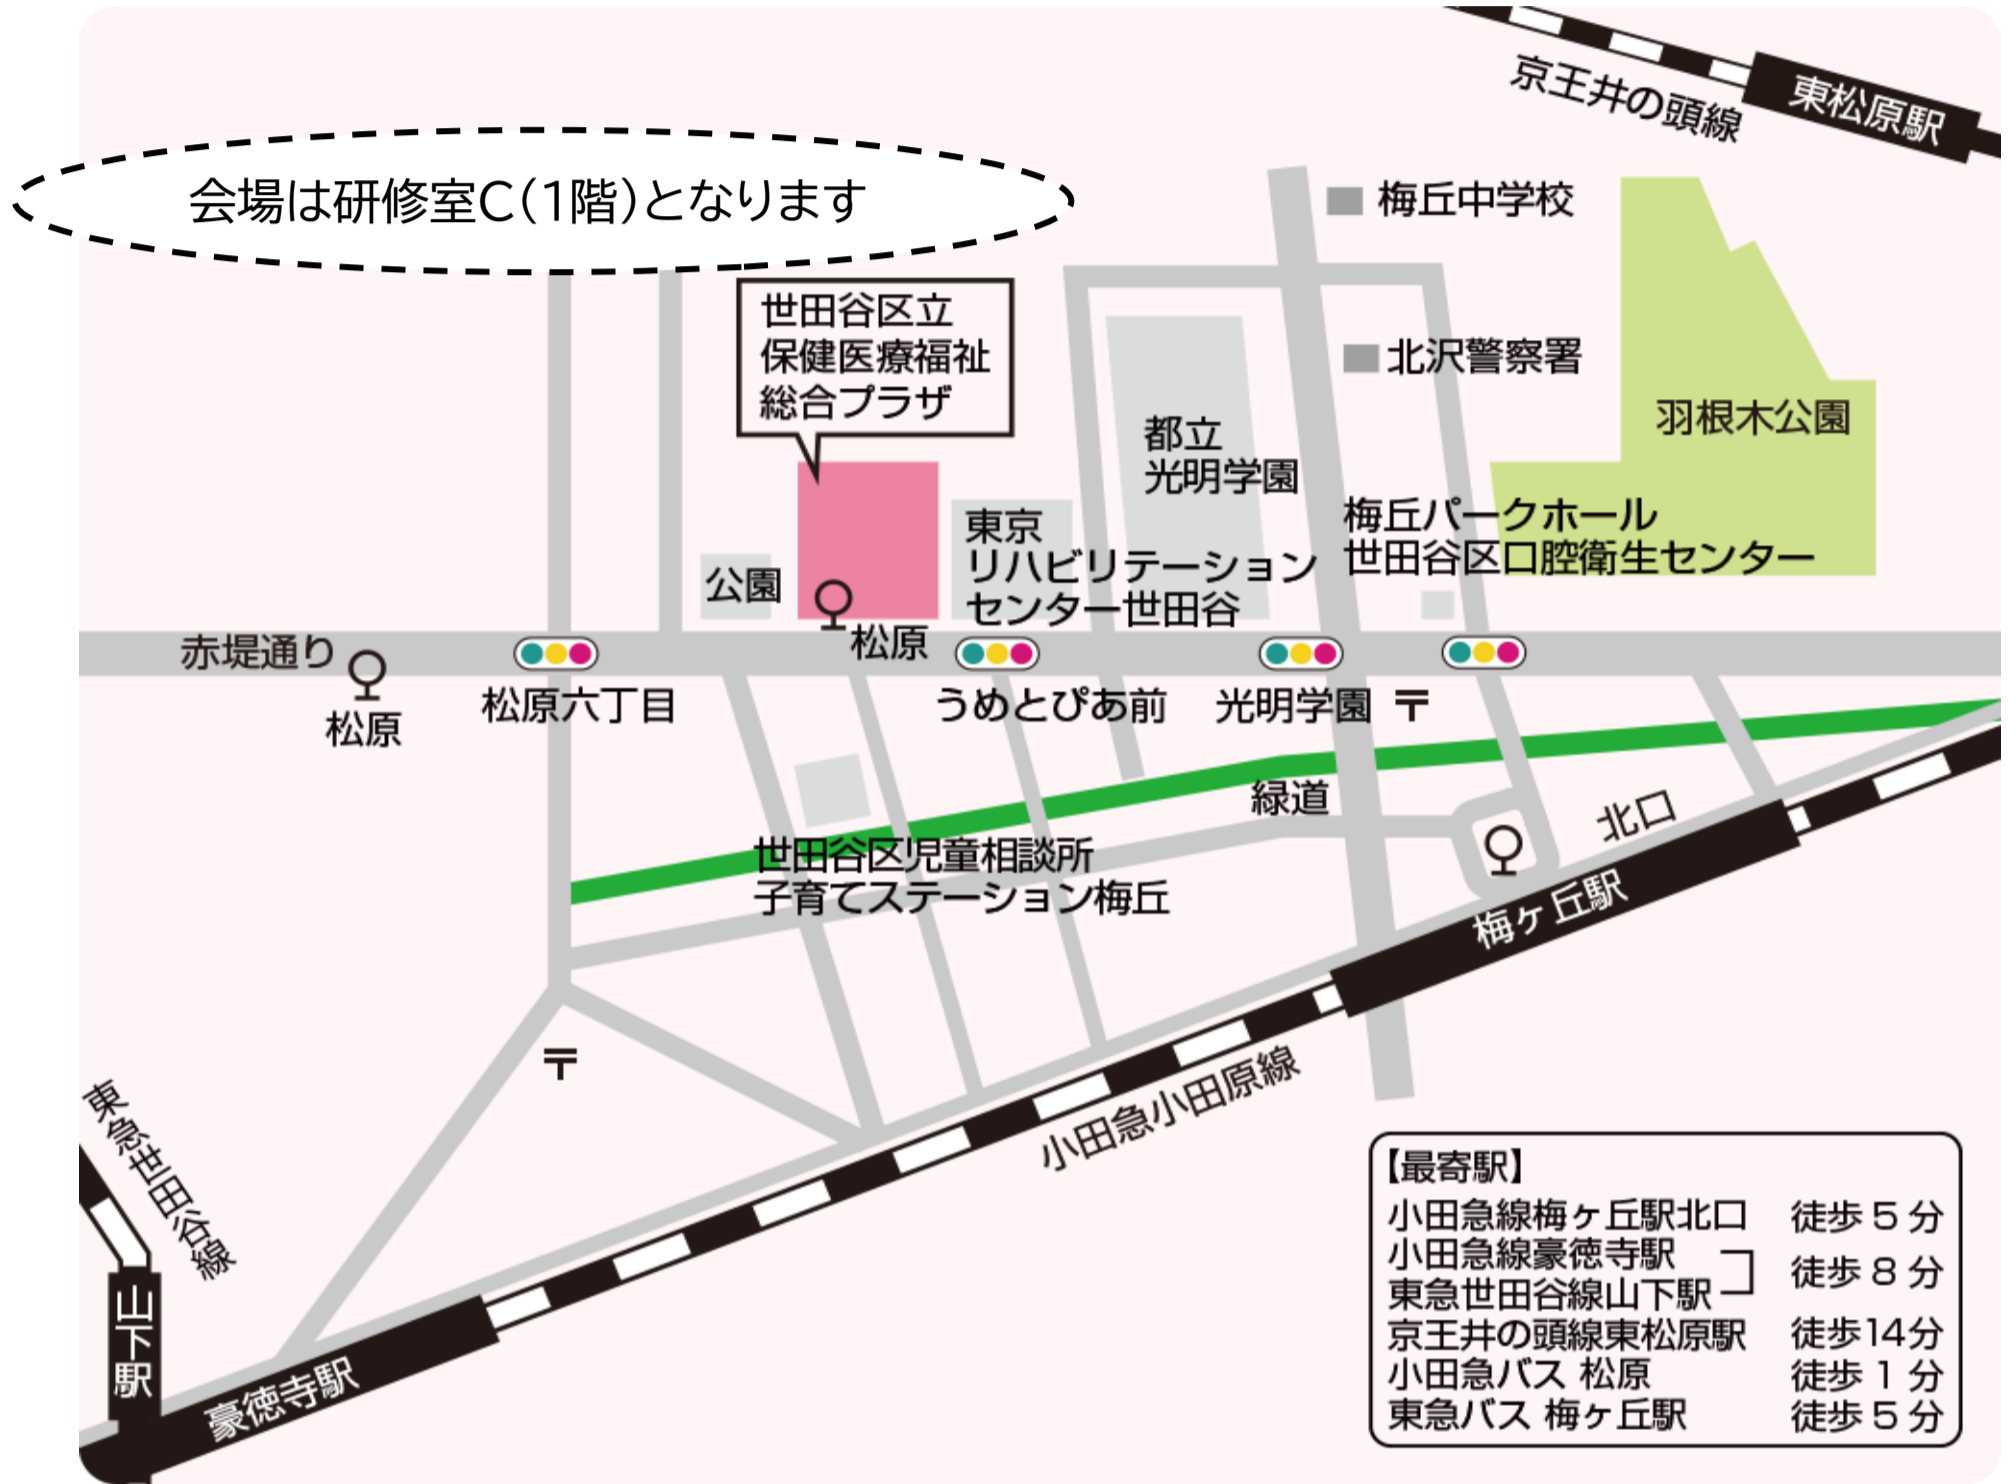 京王井の頭線
東松原駅
会場は研修室C(1階)となります
梅丘中学校
世田谷区立
保健医療福祉
総合プラザ
北沢警察署
羽根木公園
都立
光明学園
東京
リハビリテーション
センター世田谷
梅丘パークホール
世田谷区口腔衛生センター
公園
松原
赤堤通り
松原
松原六丁目
うめとぴあ前
光明学園
〒
緑道
世田谷区児童相談所
子育てステーション梅丘
北口
梅ヶ丘駅
〒
小田急小田原線
東急世田谷線
山下駅
豪徳寺駅
【最寄駅】
小田急線梅ヶ丘駅北口 徒歩5分
小田急線豪徳寺駅
東急世田谷線山下駅 徒歩8分
京王井の頭線東松原駅 徒歩14分
小田急バス 松原 徒歩1分
東急バス 梅ヶ丘駅 徒歩5分